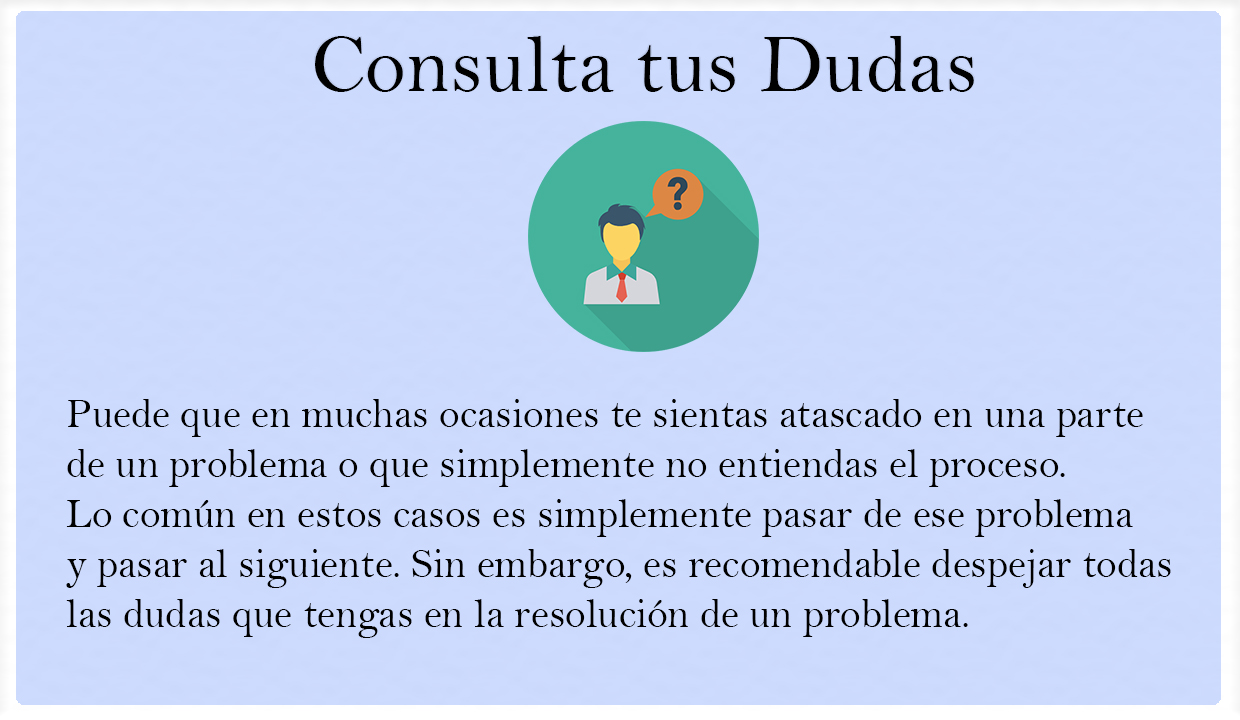 Consulta tus Dudas
?
Puede que en muchas ocasiones te sientas atascado en una parte
de un problema o que simplemente no entiendas el proceso.
Lo común en estos casos es simplemente pasar de ese problema
y pasar al siguiente. Sin embargo, es recomendable despejar todas
las dudas que tengas en la resolución de un problema.